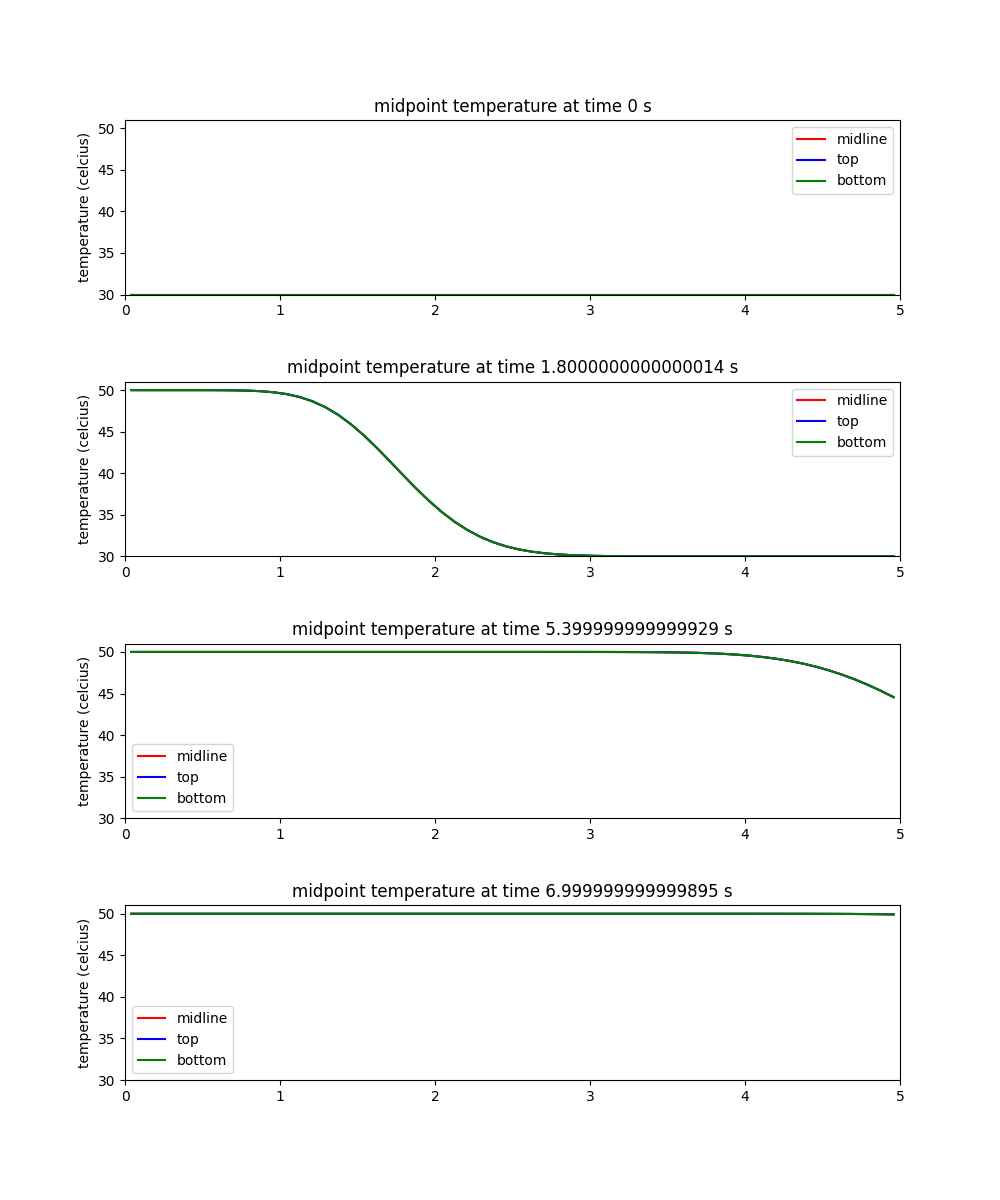 midpoint temperature at time 0 s
temperature (celcius)
50
45
40
35
30
midline
top
bottom
0 1 2 3 4 5
midpoint temperature at time 1.8000000000000014 s
temperature (celcius)
50
45
40
35
30
midline
top
bottom
0 1 2 3 4 5
midpoint temperature at time 5.399999999999929 s
temperature (celcius)
50
45
40
35
30
midline
top
bottom
0 1 2 3 4 5
midpoint temperature at time 6.999999999999895 s
temperature (celcius)
50
45
40
35
30
midline
top
bottom
0 1 2 3 4 5